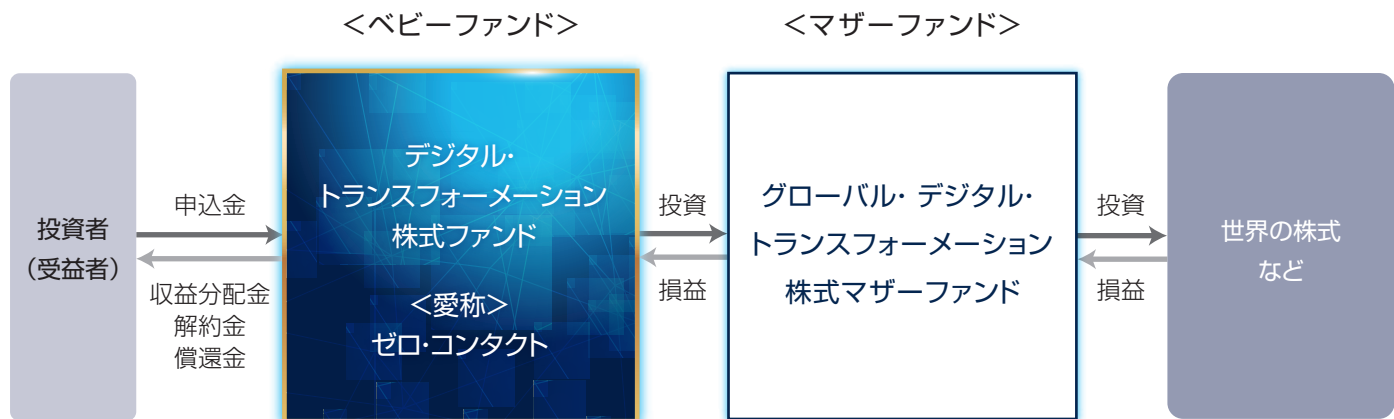 ＜ベビーファンド＞
＜マザーファンド＞
投資者
（受益者）
申込金
収益分配金
解約金
償還金
デジタル・
トランスフォーメーション
株式ファンド
＜愛称＞
ゼロ・コンタクト
投資
損益
グローバル・ デジタル・
トランスフォーメーション
株式マザーファンド
投資
損益
世界の株式
など